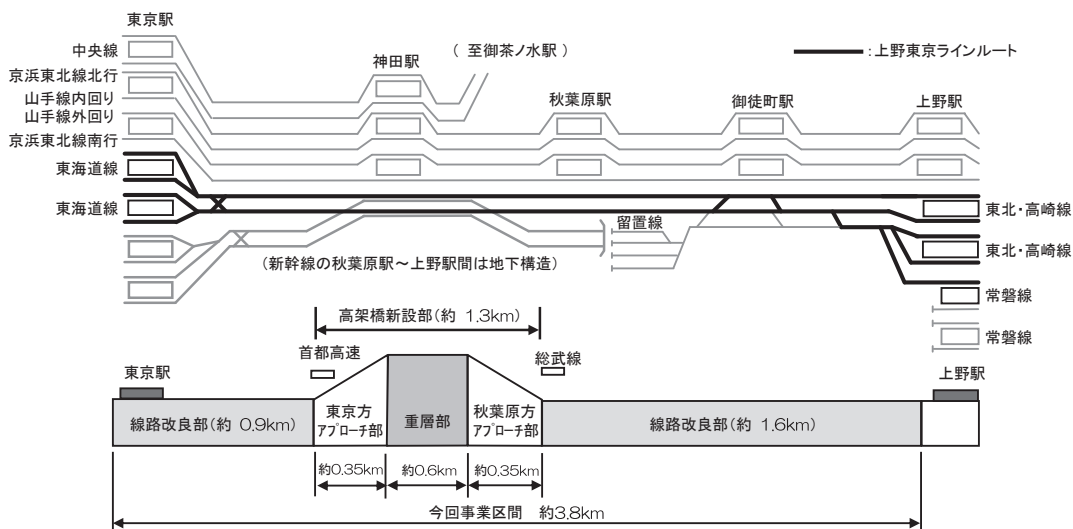 東京駅
中央線
京浜東北線北行
山手線内回り
山手線外回り
京浜東北線南行
東海道線
東海道線
神田駅
( 至御茶ノ水駅 )
秋葉原駅
御徒町駅
上野駅
:上野東京ラインルート
東北・高崎線
東北・高崎線
常磐線
常磐線
留置線
(新幹線の秋葉原駅~上野駅間は地下構造)
高架橋新設部(約 1.3km)
首都高速
総武線
東京駅
上野駅
線路改良部(約 0.9km)
東京方
アプローチ部
重層部
秋葉原方
アプローチ部
線路改良部(約 1.6km)
約0.35km
約0.6km
約0.35km
今回事業区間 約3.8km